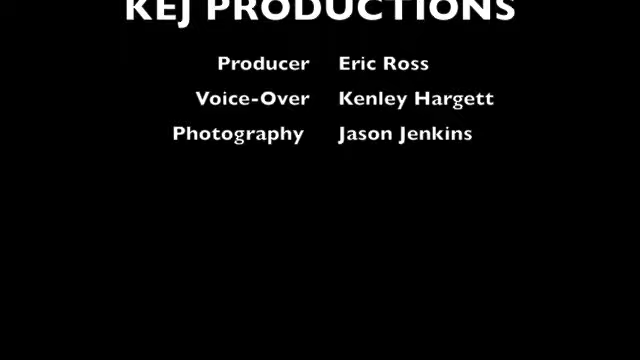 KEJ PRODUCTIONS
Producer Eric Ross
Voice-Over Kenley Hargett
Photography Jason Jenkins